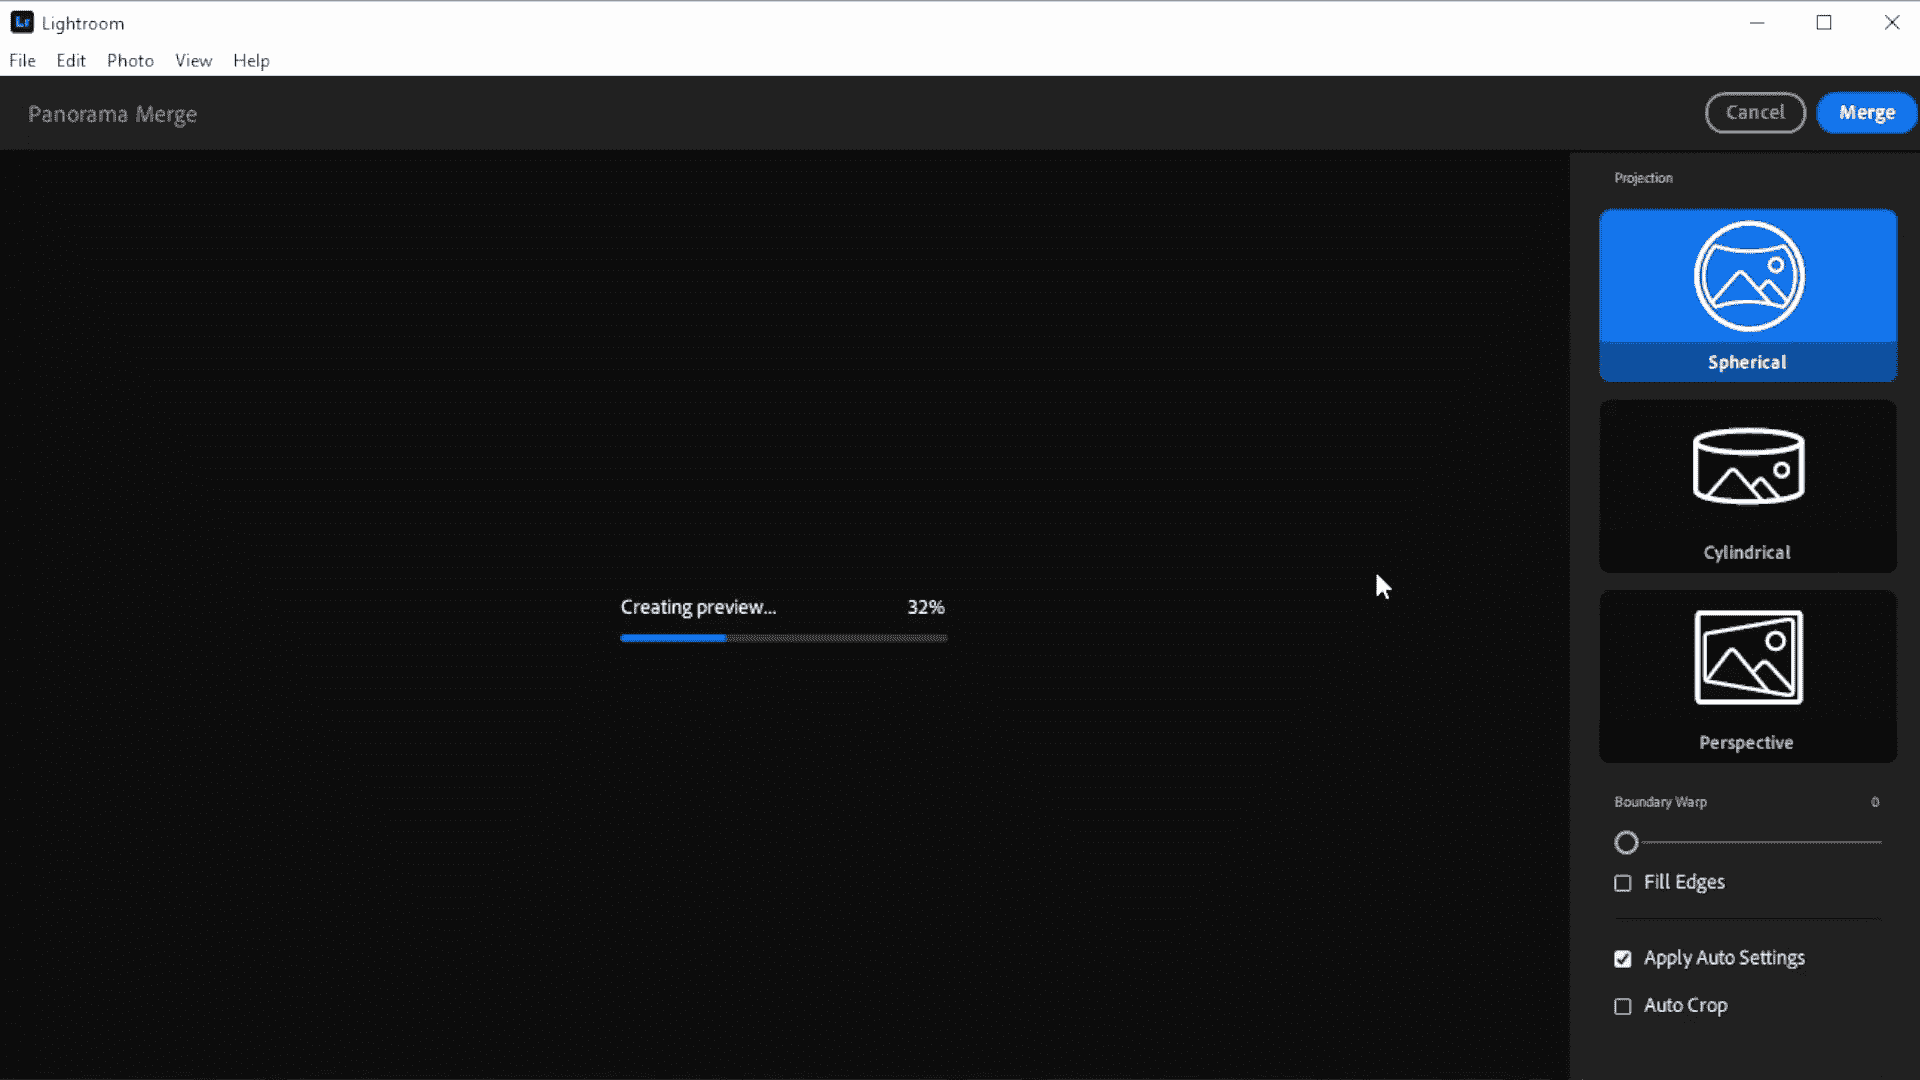 Lr Lightroom
File Edit Photo View Help
Panorama Merge
Cancel Merge
Projection
Spherical
Cylindrical
Creating preview... 32%
Perspective
Boundary Warp 0
Fill Edges
Apply Auto Settings
Auto Crop